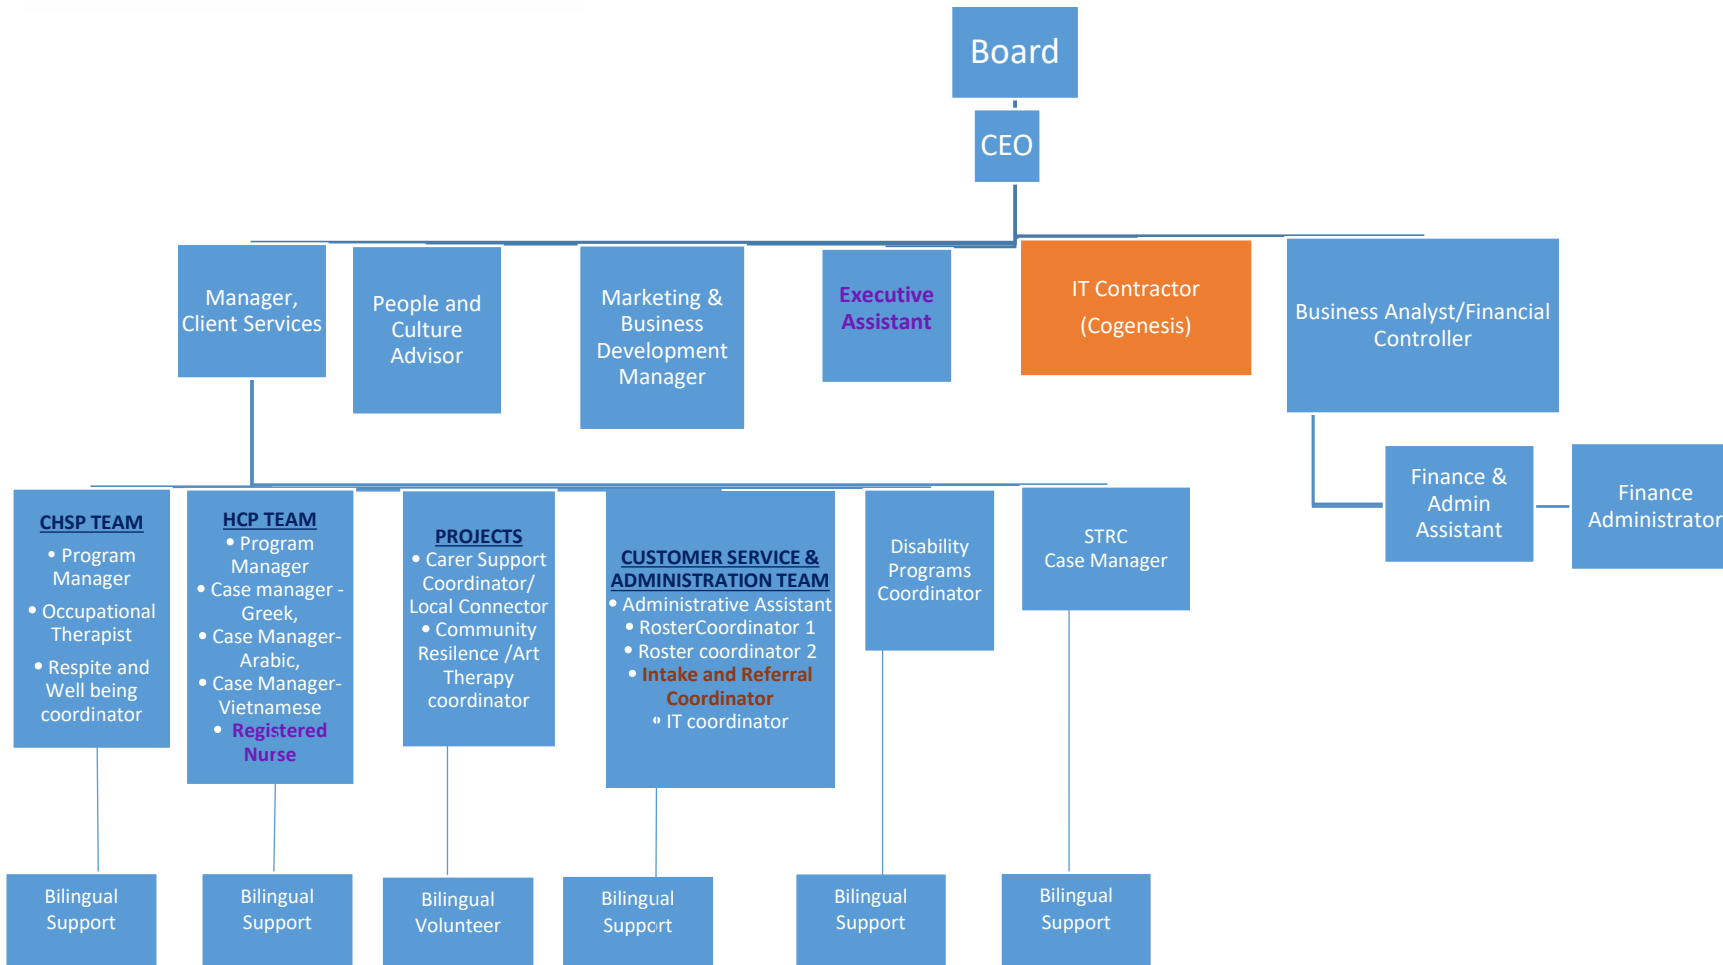 Board
CEO
Manager,
Client Services
People and
Culture
Advisor
Marketing &
Business
Development
Manager
Executive
Assistant
IT Contractor
(Cogenesis)
Business Analyst/Financial
Controller
Finance &
Admin
Assistant
Finance
Administrator
CHSP TEAM
• Program
Manager
• Occupational
Therapist
• Respite and
Well being
coordinator
HCP TEAM
• Program
Manager
• Case manager -
Greek,
• Case Manager-
Arabic,
• Case Manager-
Vietnamese
• Registered
Nurse
PROJECTS
• Carer Support
Coordinator/
Local Connector
• Community
Resilence /Art
Therapy
coordinator
CUSTOMER SERVICE &
ADMINISTRATION TEAM
• Administrative Assistant
• RosterCoordinator 1
• Roster coordinator 2
• Intake and Referral
Coordinator
• IT coordinator
Disability
Programs
Coordinator
STRC
Case Manager
Bilingual
Support
Bilingual
Support
Bilingual
Volunteer
Bilingual
Support
Bilingual
Support
Bilingual
Support